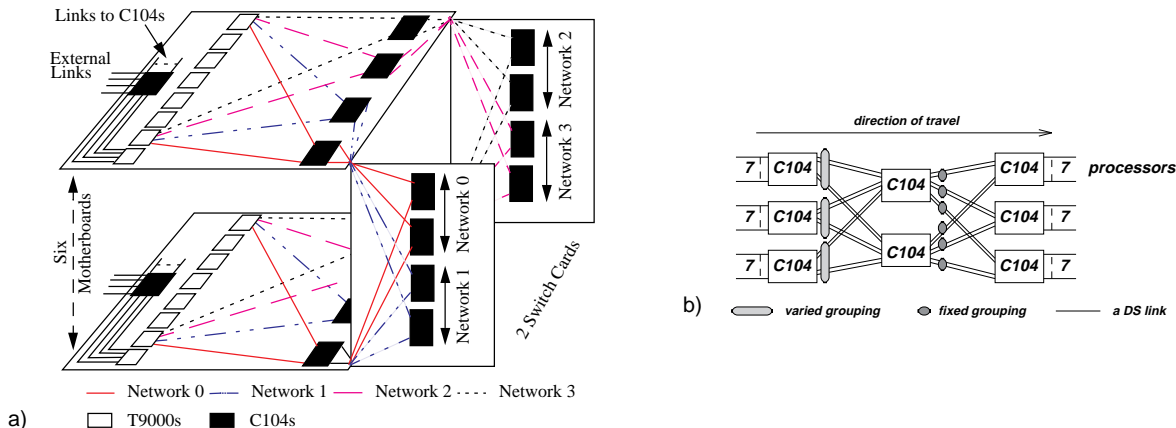 Links to C104s
External
Links
Six
Motherboards
Network 2
Network 3
Network 0
Network 1
2 Switch Cards
Network 0
Network 1
Network 2
Network 3
T9000s
C104s
a)
direction of travel
7 C104 C104 C104 7 processors
7 C104 C104 7
7 C104 C104 C104 7
b)
varied grouping
fixed grouping
a DS link